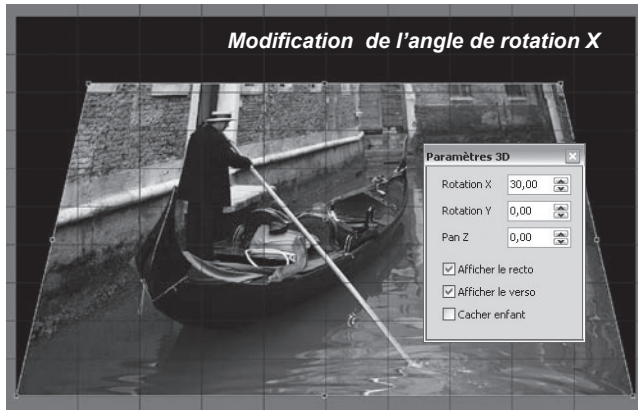 Modification de l’angle de rotation X
Paramètres 3D
Rotation X 30,00
Rotation Y 0,00
Pan Z 0,00
Afficher le recto
Afficher le verso
Cacher enfant